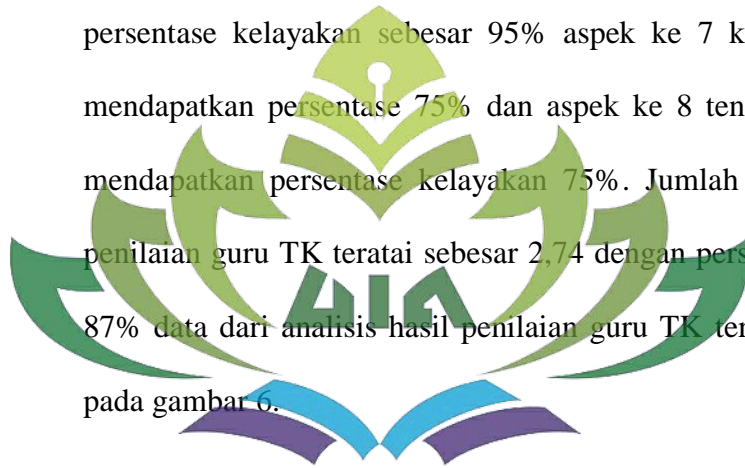 persentase kelayakan sebesar 95% aspek ke 7 k
mendapatkan persentase 75% dan aspek ke 8 ten
mendapatkan persentase kelayakan 75%. Jumlah
penilaian guru TK teratai sebesar 2,74 dengan pers
UIN
87% data dari analisis hasil penilaian guru TK ter
pada gambar 6.